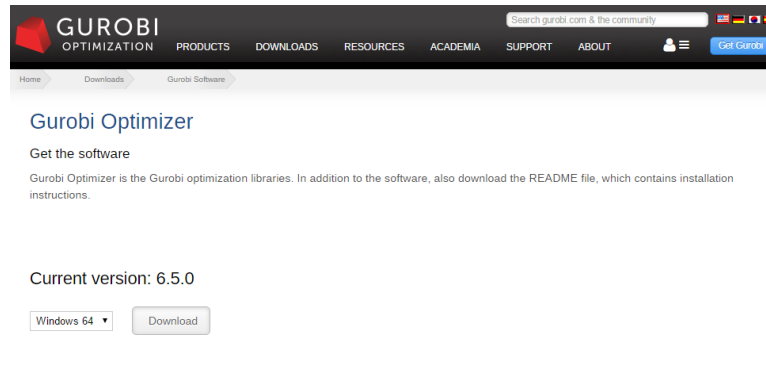 GUROBI
OPTIMIZATION
Search gurobi.com & the community
PRODUCTS DOWNLOADS RESOURCES ACADEMIA SUPPORT ABOUT
Get Gurobi
Home Downloads Gurobi Software
Gurobi Optimizer
Get the software
Gurobi Optimizer is the Gurobi optimization libraries. In addition to the software, also download the README file, which contains installation
instructions.
Current version: 6.5.0
Windows 64 Download